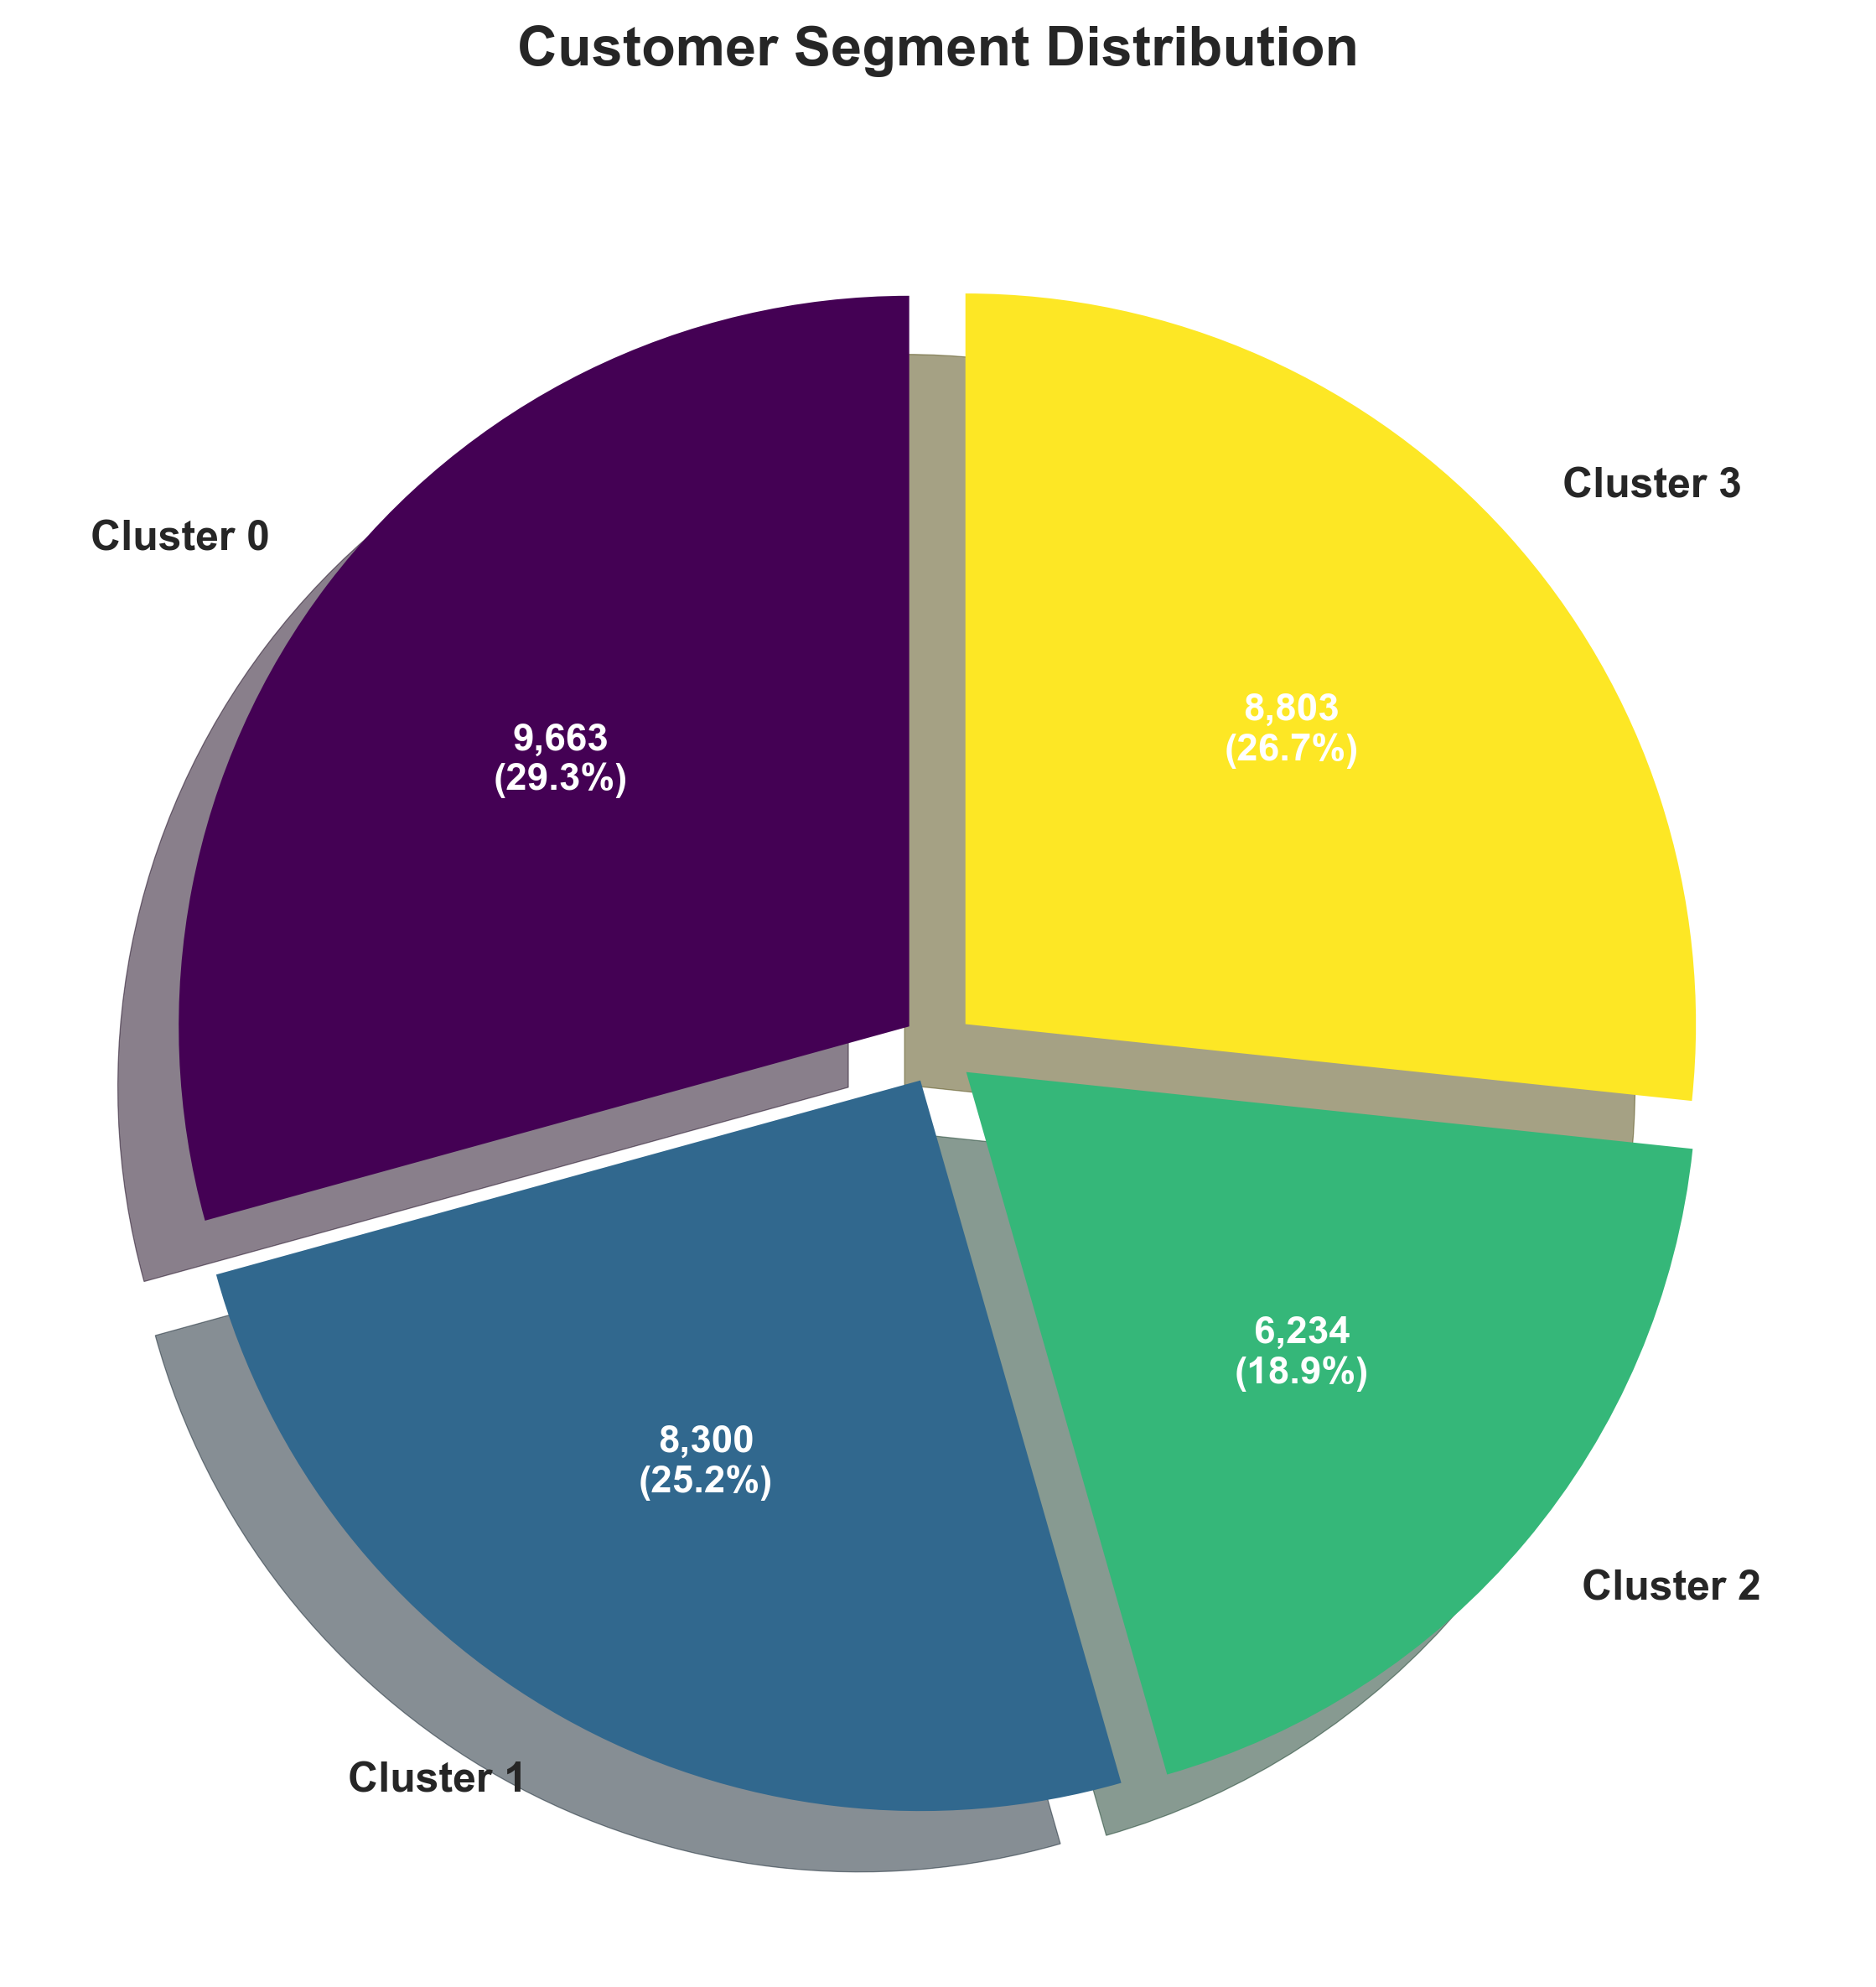 Customer Segment Distribution
Cluster 3
Cluster 0
8,803
(26.7%)
9,663
(29.3%)
6,234
(18.9%)
8,300
(25.2%)
Cluster 2
Cluster 1